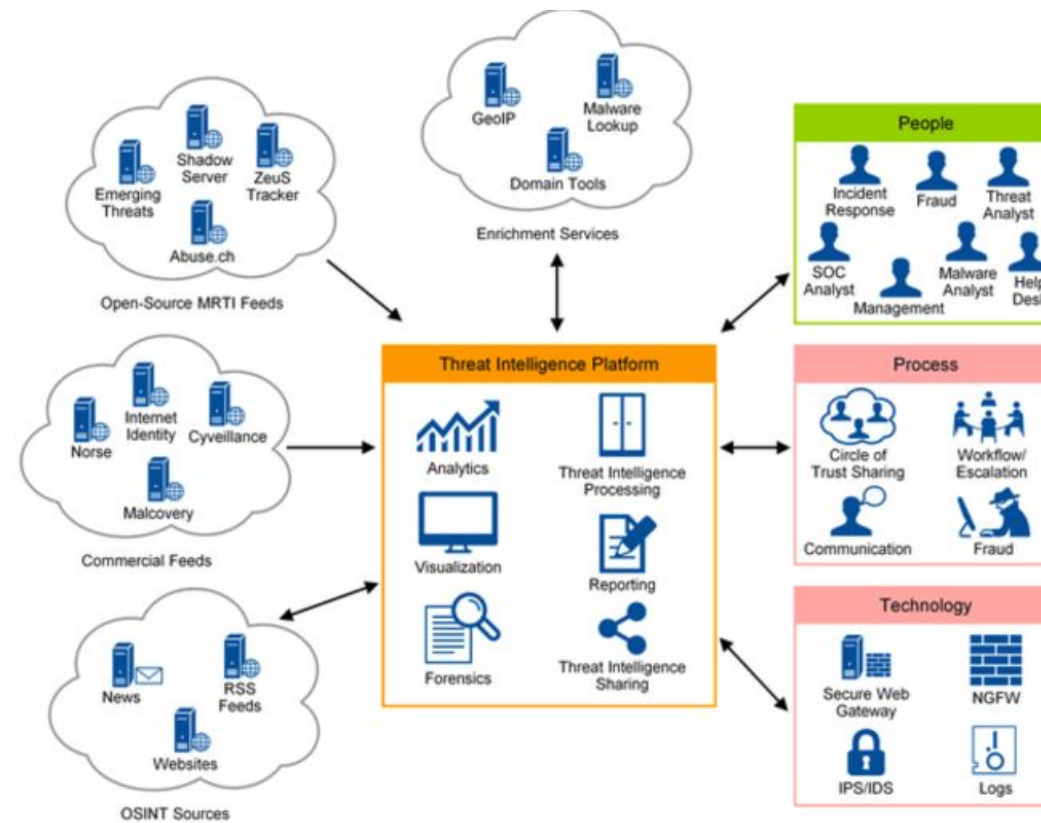 GeoIP
Malware
Lookup
Domain Tools
Enrichment Services
Emerging
Threats
Shadow
Server
ZeuS
Tracker
Abuse.ch
Open-Source MRTI Feeds
Norse
Internet
Identity
Cyveillance
Malcovery
Commercial Feeds
News
RSS
Feeds
Websites
OSINT Sources
Threat Intelligence Platform
Analytics
Threat Intelligence
Processing
Visualization
Reporting
Forensics
Threat Intelligence
Sharing
People
Incident
Response
Fraud
Threat
Analyst
SOC
Analyst
Management
Malware
Analyst
Help
Desk
Process
Circle of
Trust Sharing
Workflow/
Escalation
Communication
Fraud
Technology
Secure Web
Gateway
NGFW
IPS/IDS
Logs